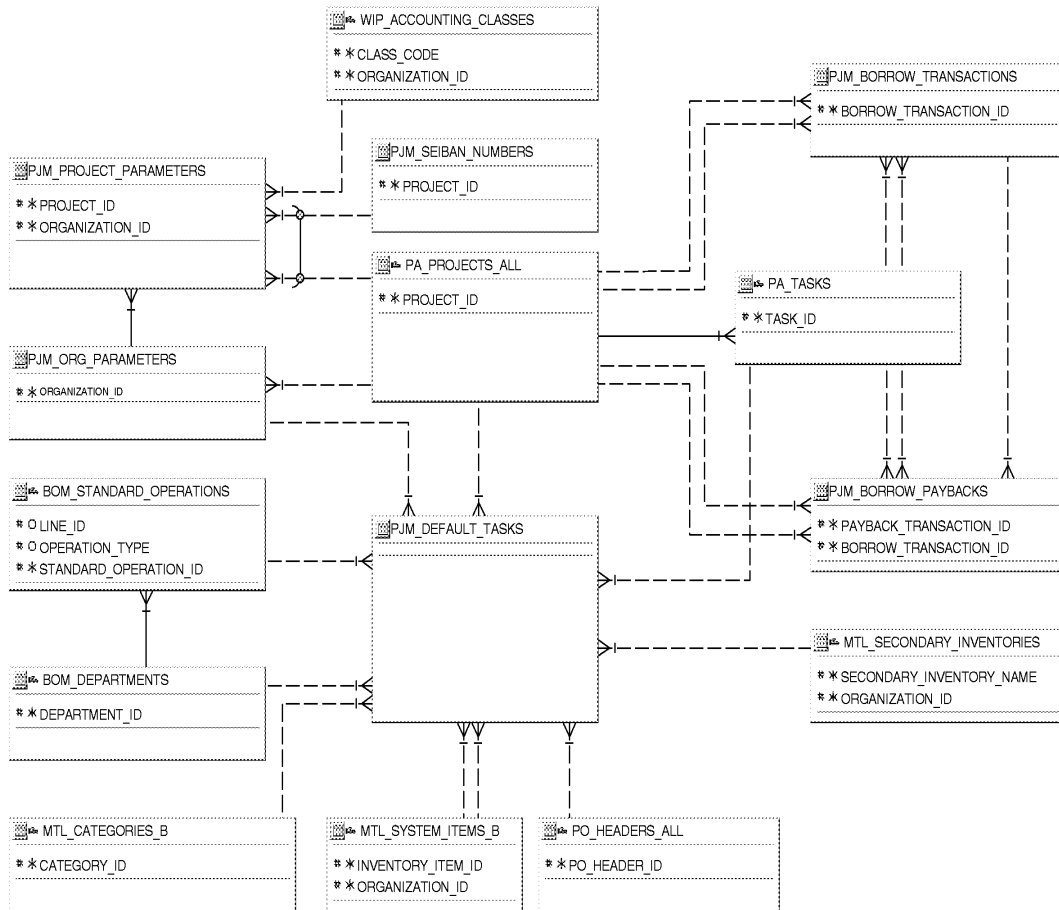 WIP_ACCOUNTING_CLASSES
# * CLASS_CODE
# * ORGANIZATION_ID
PJM_BORROW_TRANSACTIONS
# * BORROW_TRANSACTION_ID
PJM_PROJECT_PARAMETERS
# * PROJECT_ID
# * ORGANIZATION_ID
PJM_SEIBAN_NUMBERS
# * PROJECT_ID
PA_PROJECTS_ALL
# * PROJECT_ID
PA_TASKS
# * TASK_ID
PJM_ORG_PARAMETERS
# * ORGANIZATION_ID
BOM_STANDARD_OPERATIONS
# O LINE_ID
# O OPERATION_TYPE
# * STANDARD_OPERATION_ID
PJM_DEFAULT_TASKS
PJM_BORROW_PAYBACKS
# * PAYBACK_TRANSACTION_ID
# * BORROW_TRANSACTION_ID
BOM_DEPARTMENTS
# * DEPARTMENT_ID
MTL_SECONDARY_INVENTORIES
# * SECONDARY_INVENTORY_NAME
# * ORGANIZATION_ID
MTL_CATEGORIES_B
# * CATEGORY_ID
MTL_SYSTEM_ITEMS_B
# * INVENTORY_ITEM_ID
# * ORGANIZATION_ID
PO_HEADERS_ALL
# * PO_HEADER_ID